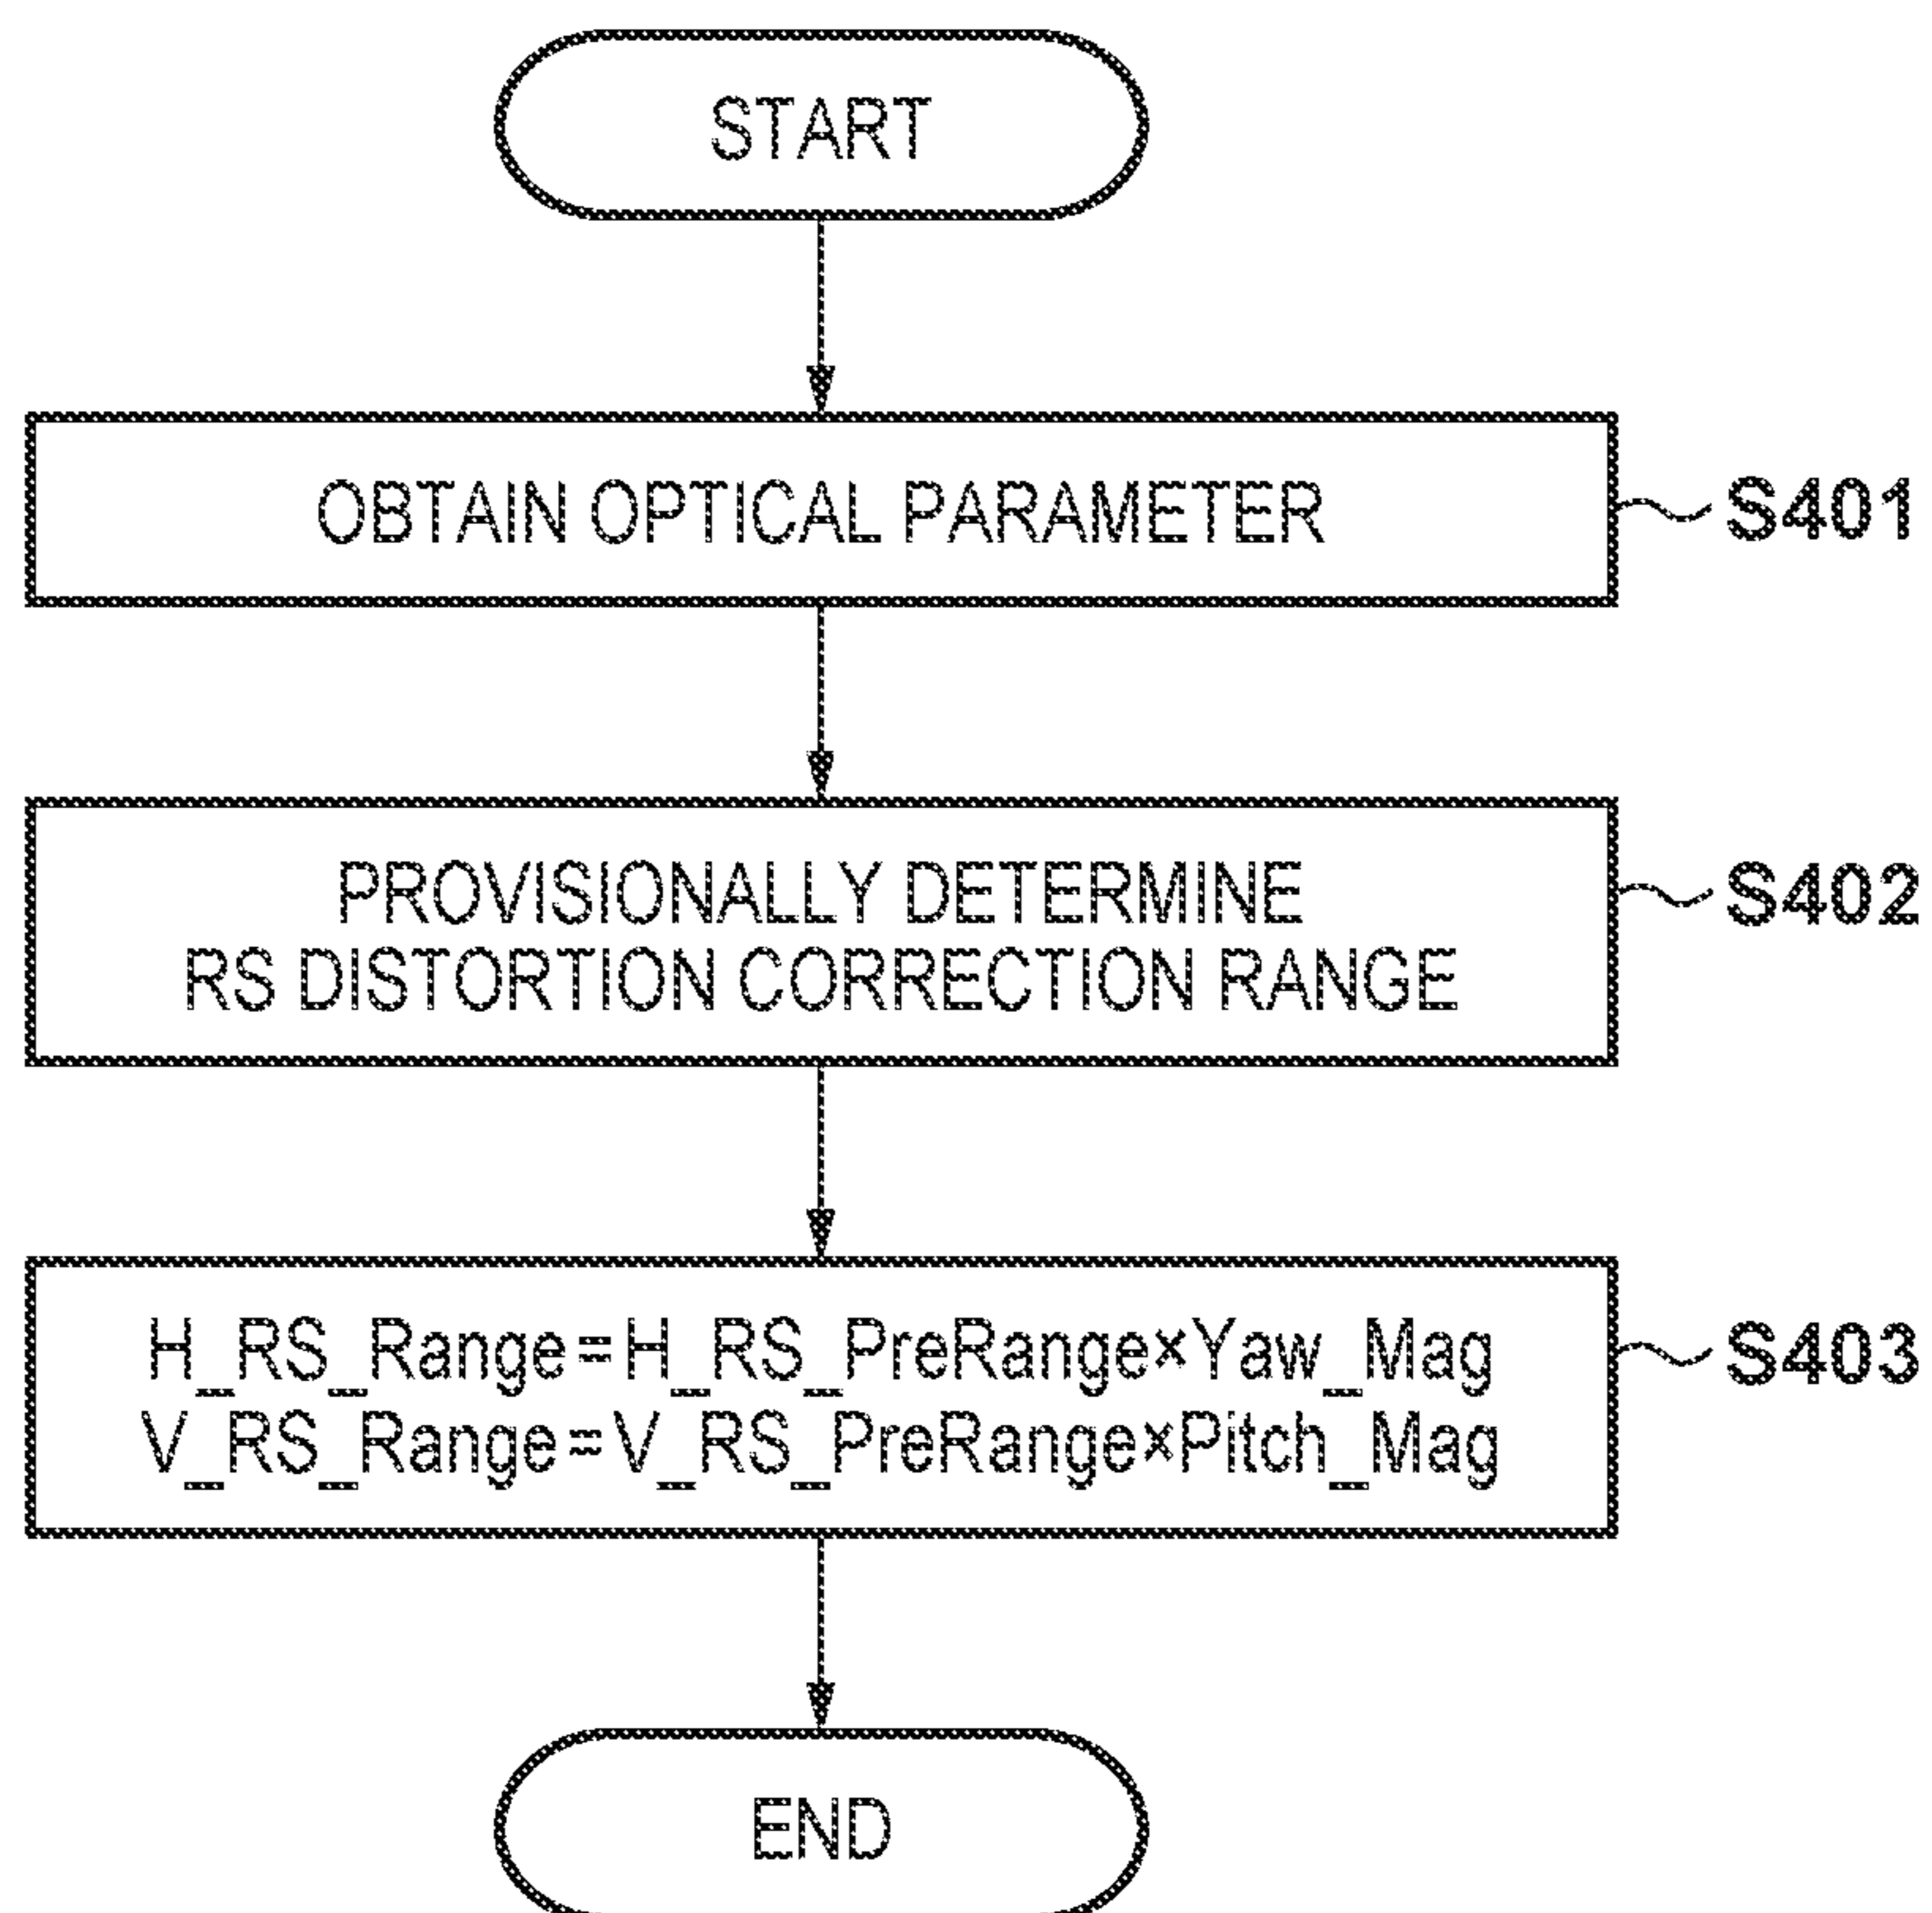 START
OBTAIN OPTICAL PARAMETER
S401
PROVISIONALLY DETERMINE
RS DISTORTION CORRECTION RANGE
S402
H_RS_Range=H_RS_PreRange×Yaw_Mag
V_RS_Range=V_RS_PreRange×Pitch_Mag
S403
END